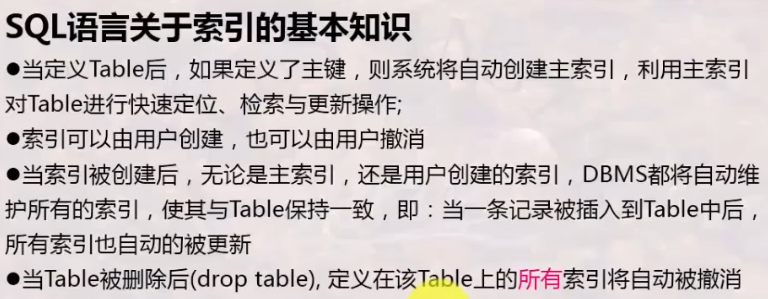 SQL语言关于索引的基本知识
●当定义Table后，如果定义了主键，则系统将自动创建主索引，利用主索引
对Table进行快速定位、检索与更新操作;
●索引可以由用户创建，也可以由用户撤消
●当索引被创建后，无论是主索引，还是用户创建的索引，DBMS都将自动维
护所有的索引，使其与Table保持一致，即：当一条记录被插入到Table中后，
所有索引也自动的被更新
●当Table被删除后(drop table), 定义在该Table上的所有索引将自动被撤消